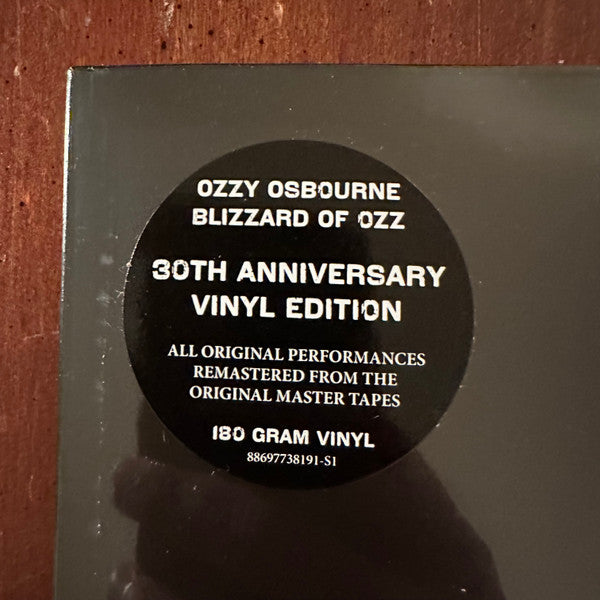 OZZY OSBOURNE
BLIZZARD OF OZZ
30TH ANNIVERSARY
VINYL EDITION
ALL ORIGINAL PERFORMANCES
REMASTERED FROM THE
ORIGINAL MASTER TAPES
180 GRAM VINYL
88697738191-S1